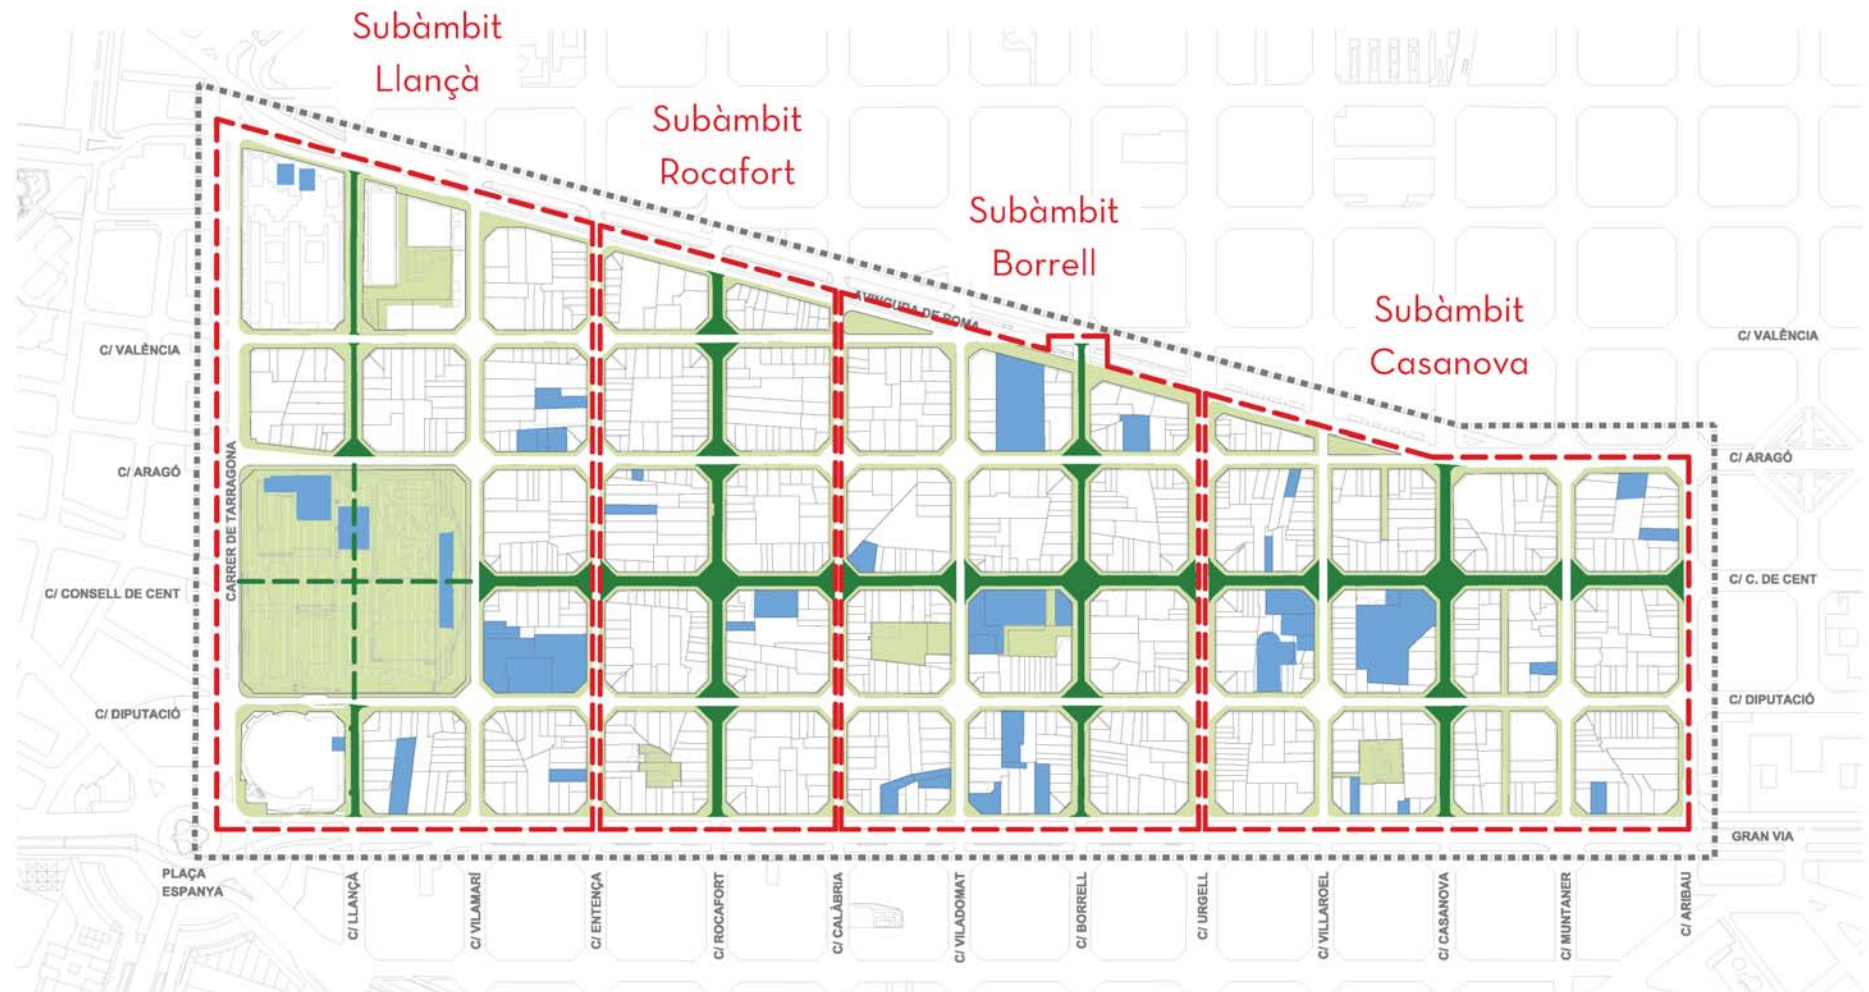 Subàmbit
Llançà
Subàmbit
Rocafort
Subàmbit
Borrell
Subàmbit
Casanova
AVINGUDA DE ROMA
C/ VALÈNCIA
C/ VALÈNCIA
C/ ARAGÓ
C/ ARAGÓ
CARRER DE TARRAGONA
C/ CONSELL DE CENT
C/ C. DE CENT
C/ DIPUTACIÓ
C/ DIPUTACIÓ
GRAN VIA
PLAÇA
ESPANYA
C/ LLANÇÀ
C/ VILAMARÍ
C/ ENTENÇA
C/ ROCAFORT
C/ CALÀBRIA
C/ VILADOMAT
C/ BORRELL
C/ URGELL
C/ VILLAROEL
C/ CASANOVA
C/ MUNTANER
C/ ARIBAU